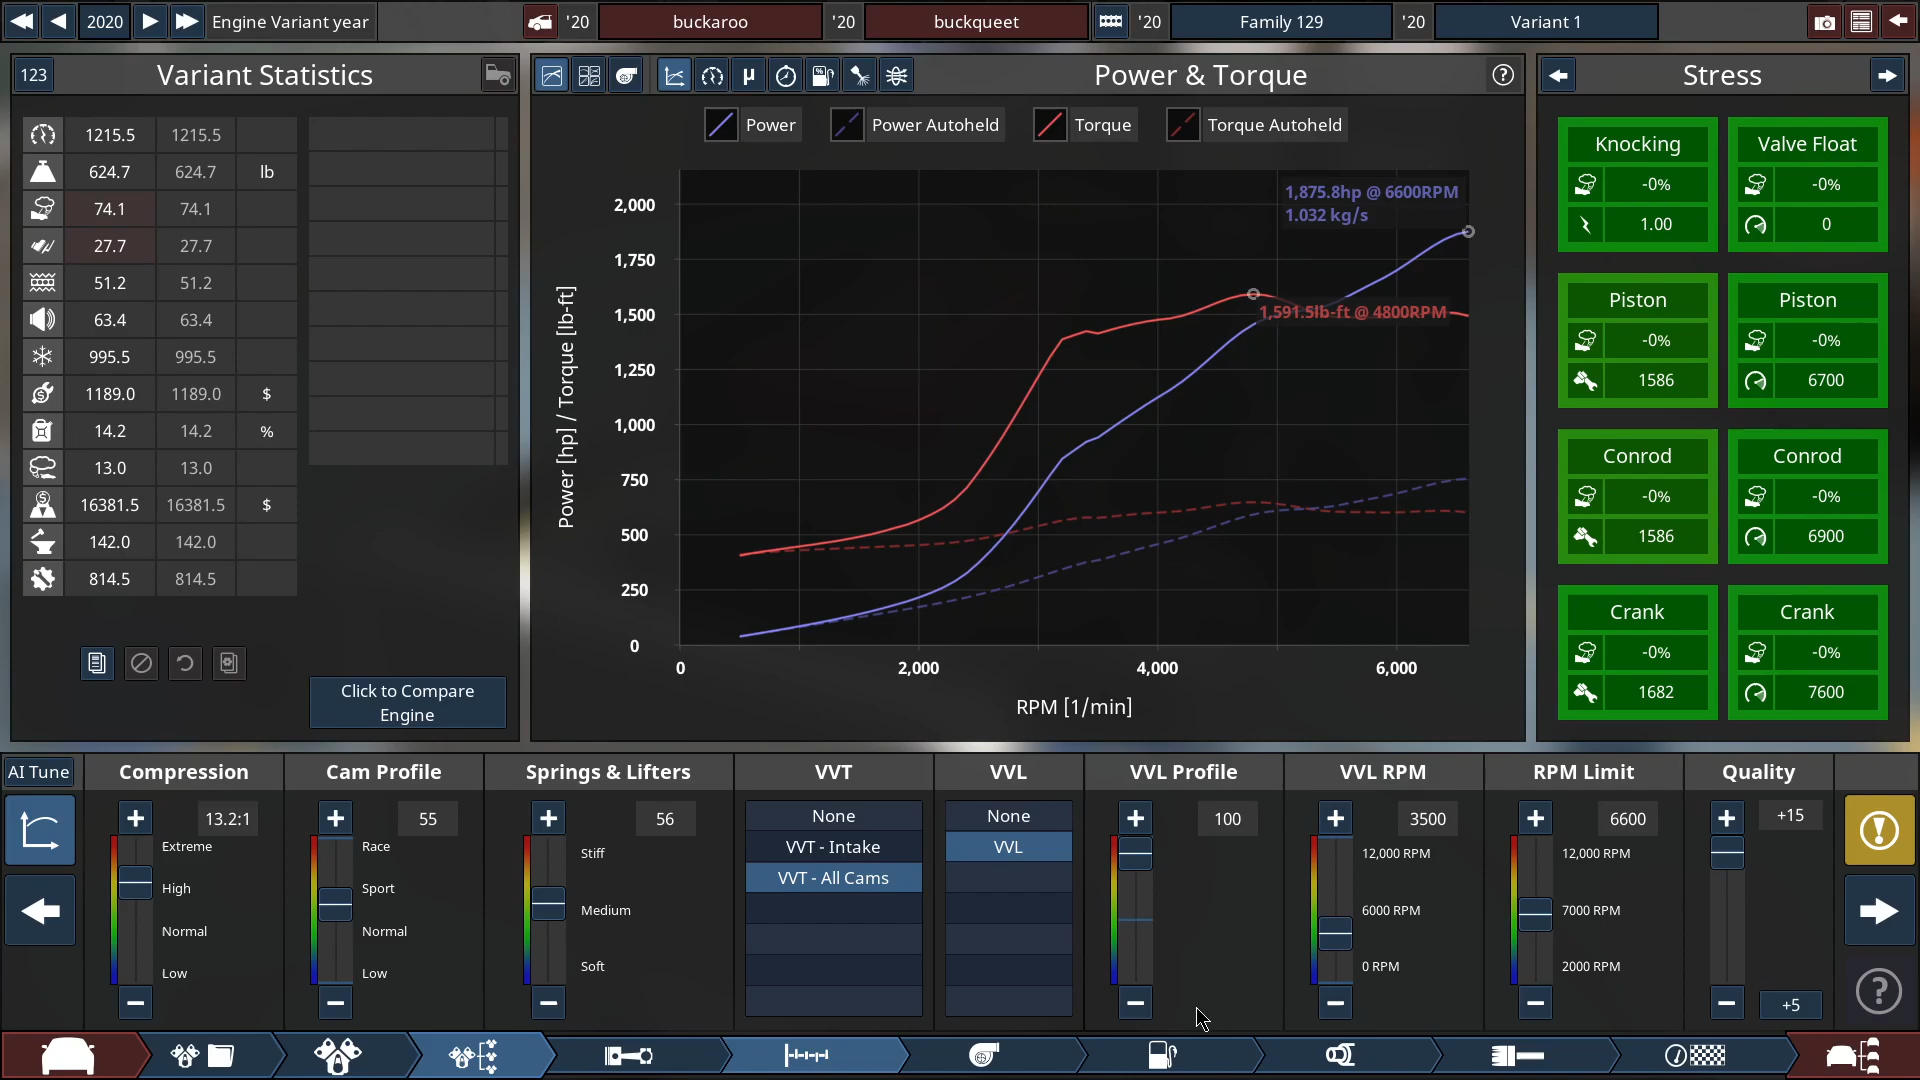 2020 Engine Variant year '20 buckaroo '20 buckqueet '20 Family 129 '20 Variant 1
123 Variant Statistics
1215.5 1215.5
624.7 624.7 lb
74.1 74.1
27.7 27.7
51.2 51.2
63.4 63.4
995.5 995.5
1189.0 1189.0 $
14.2 14.2 %
13.0 13.0
16381.5 16381.5 $
142.0 142.0
814.5 814.5
Click to Compare
Engine
µ Power & Torque ?
Power Power Autoheld Torque Torque Autoheld
Power [hp] / Torque [lb-ft]
2,000
1,750
1,500
1,250
1,000
750
500
250
0
1,875.8hp @ 6600RPM
1.032 kg/s
1,591.5lb-ft @ 4800RPM
0 2,000 4,000 6,000
RPM [1/min]
Stress
Knocking Valve Float
-0% -0%
1.00 0
Piston Piston
-0% -0%
1586 6700
Conrod Conrod
-0% -0%
1586 6900
Crank Crank
-0% -0%
1682 7600
AI Tune
Compression
13.2:1
Extreme
High
Normal
Low
Cam Profile
55
Race
Sport
Normal
Low
Springs & Lifters
56
Stiff
Medium
Soft
VVT
None
VVT - Intake
VVT - All Cams
VVL
None
VVL
VVL Profile
100
VVL RPM
3500
12,000 RPM
6000 RPM
0 RPM
RPM Limit
6600
12,000 RPM
7000 RPM
2000 RPM
Quality
+15
+5
?